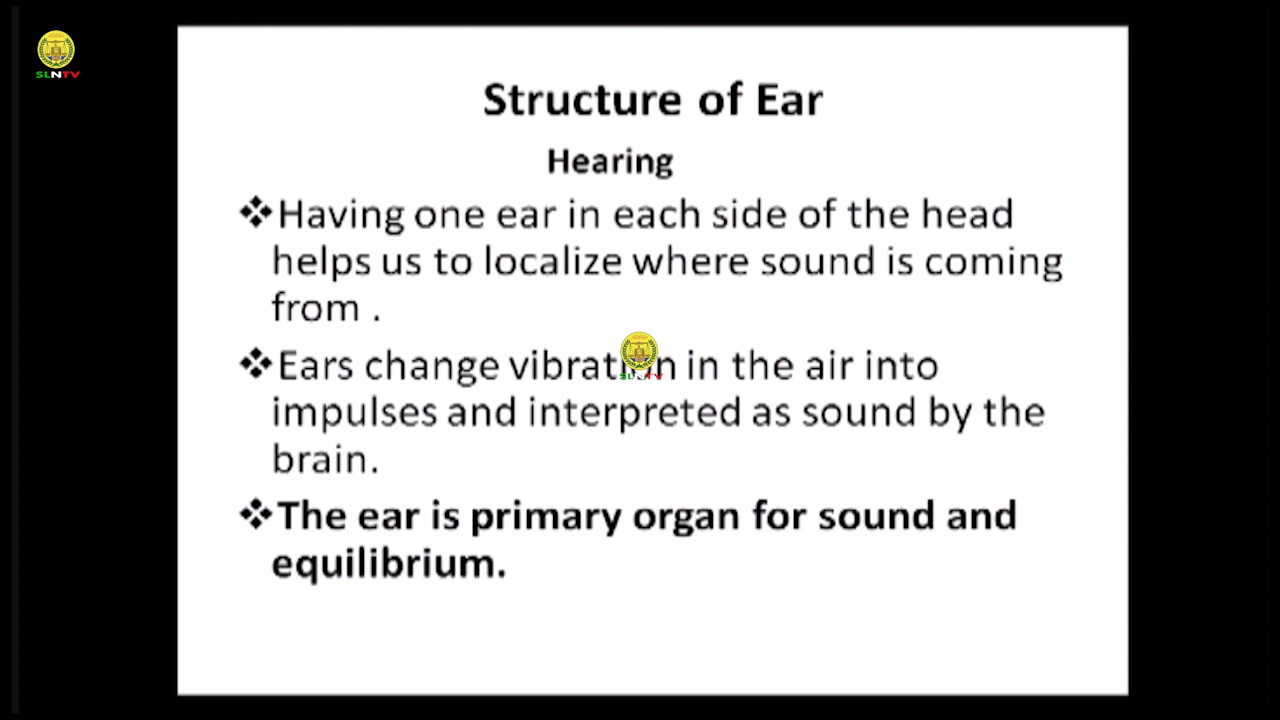 SLNTV
Structure of Ear
Hearing
❖Having one ear in each side of the head
helps us to localize where sound is coming
from .
❖Ears change vibration in the air into
impulses and interpreted as sound by the
brain.
❖The ear is primary organ for sound and
equilibrium.
SLNTV